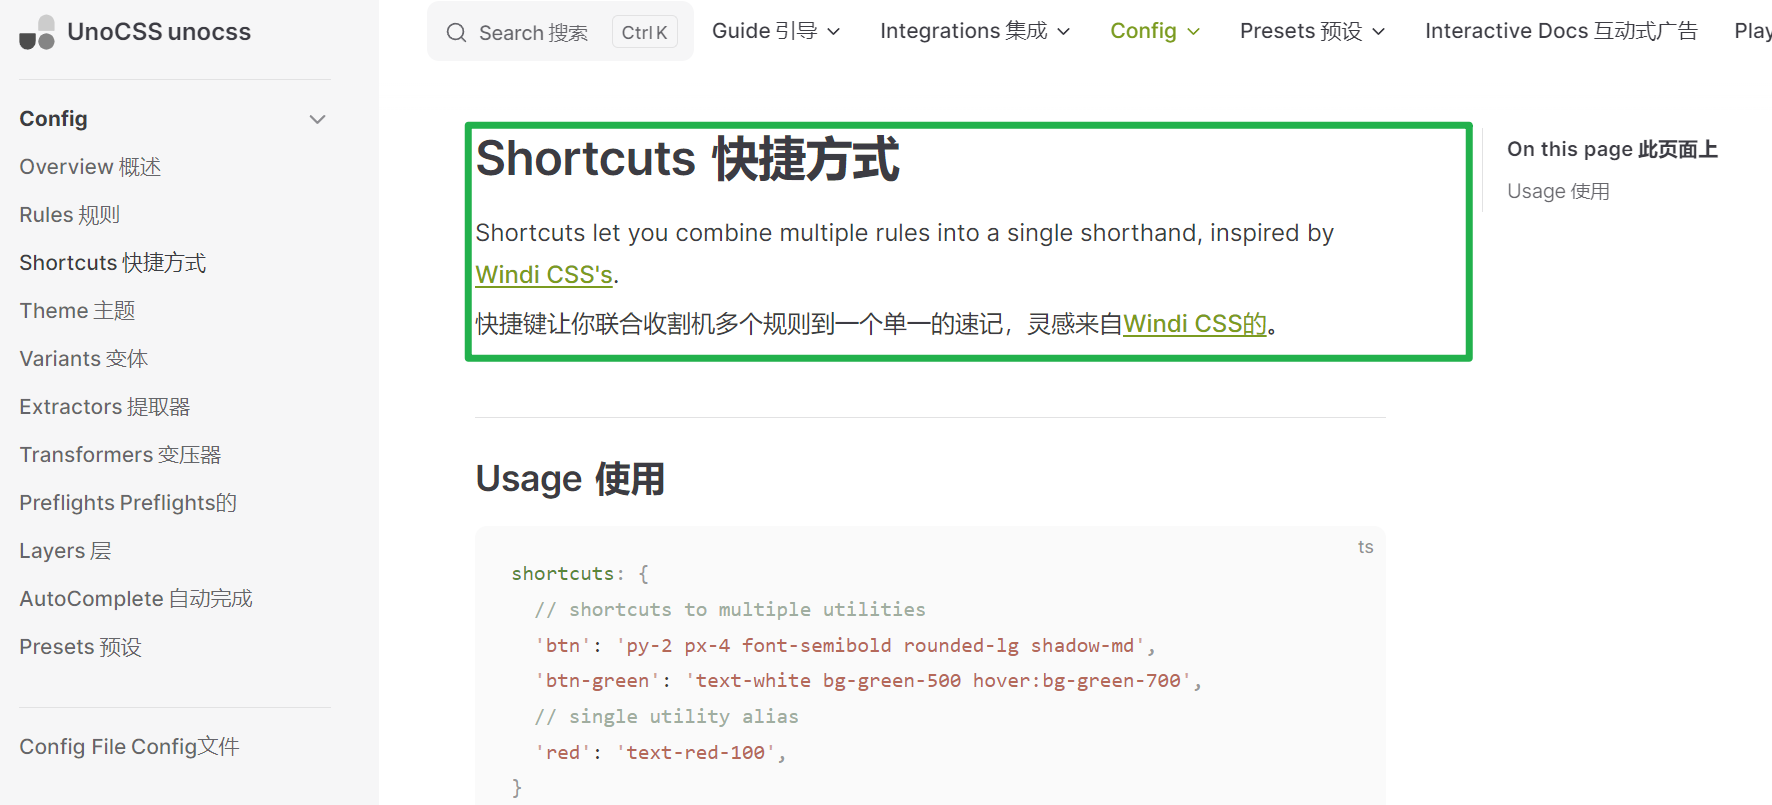 UnoCSS unocss
Search 搜索 Ctrl K
Guide 引导
Integrations 集成
Config
Presets 预设
Interactive Docs 互动式广告
Play
Config
Overview 概述
Rules 规则
Shortcuts 快捷方式
Theme 主题
Variants 变体
Extractors 提取器
Transformers 变压器
Preflights Preflights的
Layers 层
AutoComplete 自动完成
Presets 预设
Config File Config文件
Shortcuts 快捷方式
Shortcuts let you combine multiple rules into a single shorthand, inspired by
Windi CSS's.
快捷键让你联合收割机多个规则到一个单一的速记，灵感来自Windi CSS的。
Usage 使用
ts
shortcuts: {
  // shortcuts to multiple utilities
  'btn': 'py-2 px-4 font-semibold rounded-lg shadow-md',
  'btn-green': 'text-white bg-green-500 hover:bg-green-700',
  // single utility alias
  'red': 'text-red-100',
}
On this page 此页面上
Usage 使用